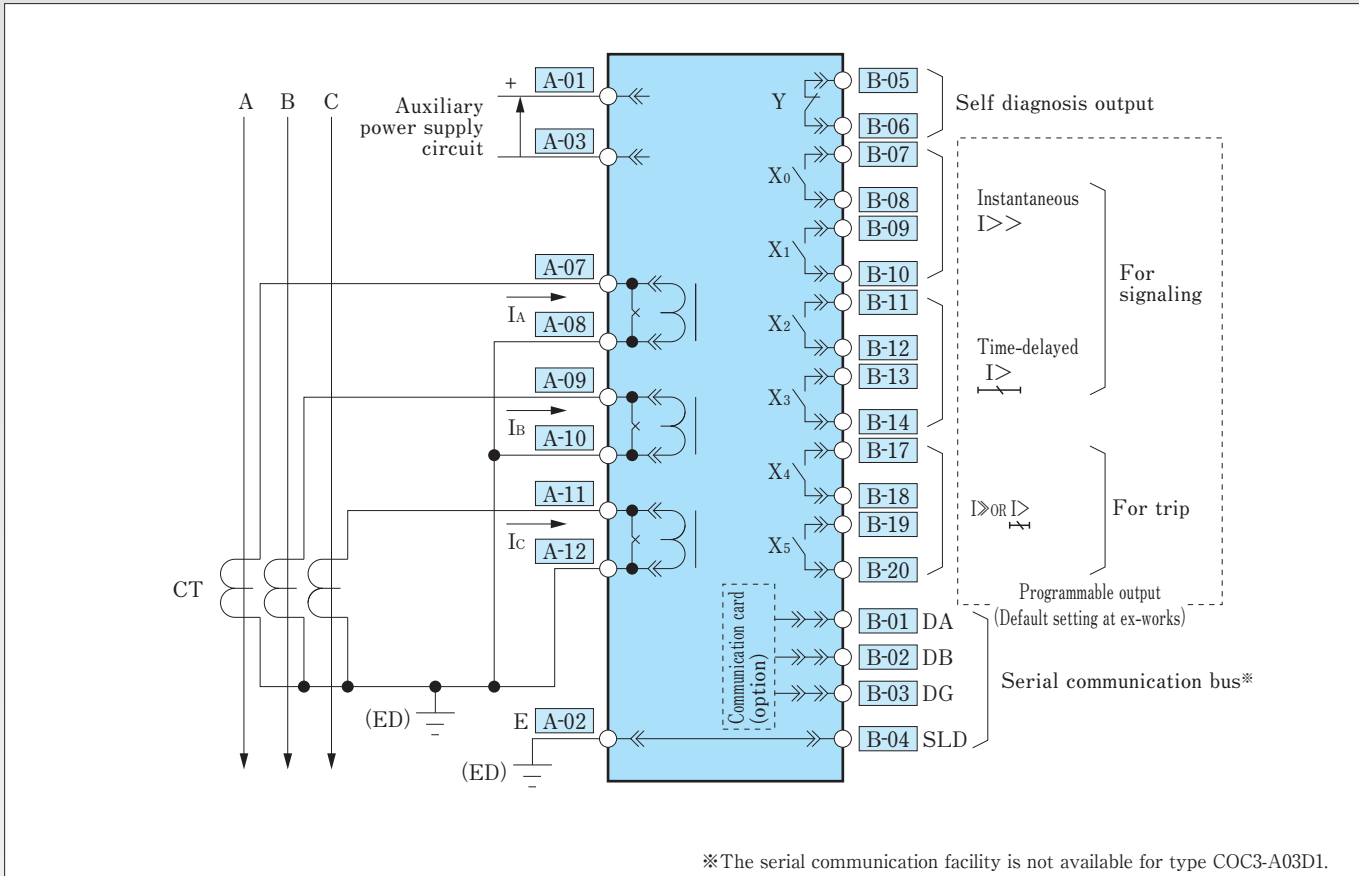 A B C
Auxiliary
power supply
circuit
+
A-01
A-03
A-07
IA
A-08
A-09
IB
A-10
A-11
IC
A-12
CT
(ED)
E A-02
(ED)
Y
X0
X1
X2
X3
X4
X5
Communication card
(option)
B-05
B-06
B-07
B-08
B-09
B-10
B-11
B-12
B-13
B-14
B-17
B-18
B-19
B-20
B-01 DA
B-02 DB
B-03 DG
B-04 SLD
Self diagnosis output
Instantaneous
I>>
Time-delayed
I>
For
signaling
I≫OR I>
For trip
Programmable output
(Default setting at ex-works)
Serial communication bus※
※The serial communication facility is not available for type COC3-A03D1.